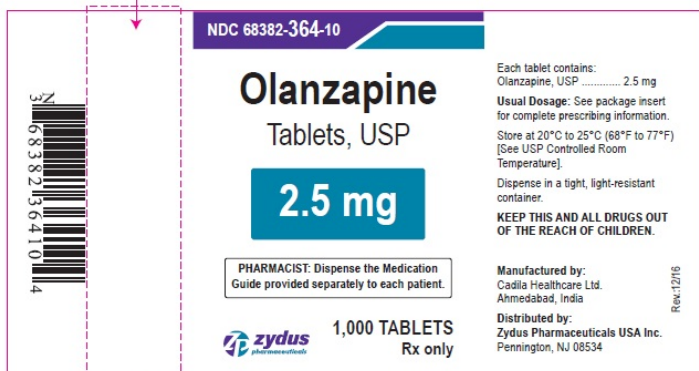 N
3 68382 36410 4
NDC 68382-364-10
Olanzapine
Tablets, USP
2.5 mg
PHARMACIST: Dispense the Medication
Guide provided separately to each patient.
zydus
pharmaceuticals
1,000 TABLETS
Rx only
Each tablet contains:
Olanzapine, USP ............. 2.5 mg
Usual Dosage: See package insert
for complete prescribing information.
Store at 20°C to 25°C (68°F to 77°F)
[See USP Controlled Room
Temperature].
Dispense in a tight, light-resistant
container.
KEEP THIS AND ALL DRUGS OUT
OF THE REACH OF CHILDREN.
Manufactured by:
Cadila Healthcare Ltd.
Ahmedabad, India
Distributed by:
Zydus Pharmaceuticals USA Inc.
Pennington, NJ 08534
Rev.:12/16